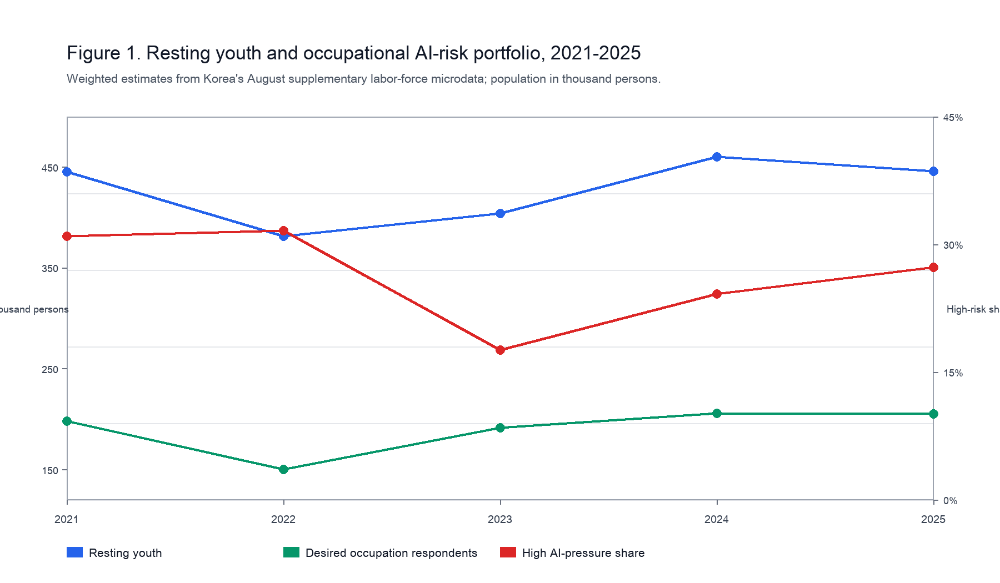 Figure 1. Resting youth and occupational AI-risk portfolio, 2021-2025
Weighted estimates from Korea's August supplementary labor-force microdata; population in thousand persons.
45%
450
30%
350
persons
High-risk
250
15%
150
0%
2021 2022 2023 2024 2025
Resting youth Desired occupation respondents High AI-pressure share